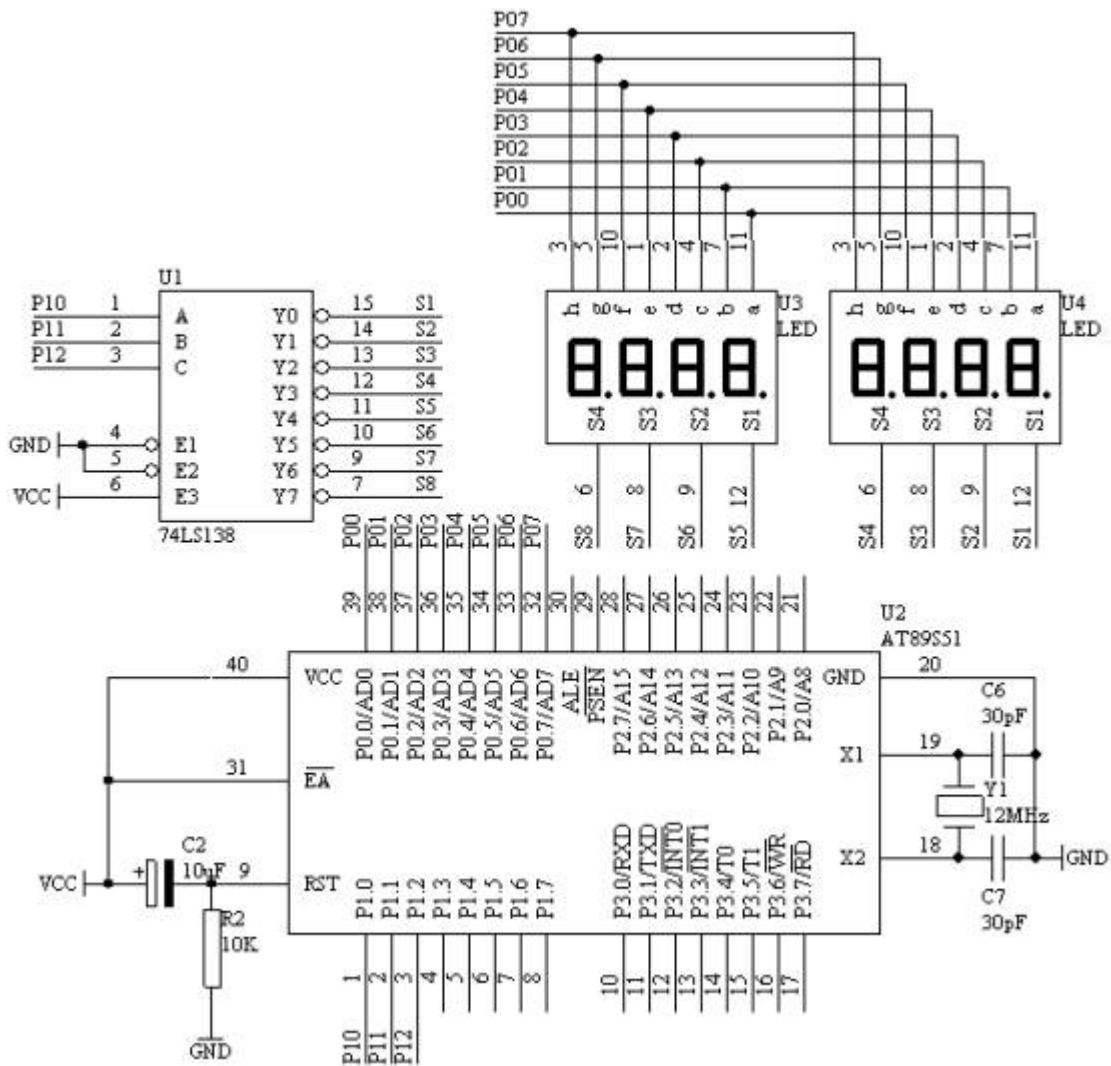 P07
P06
P05
P04
P03
P02
P01
P00
3 5 10 1 2 4 7 11
3 5 10 1 2 4 7 11
h g f e d c b a
U3
LED
h g f e d c b a
U4
LED
S4 S3 S2 S1
S4 S3 S2 S1
6 8 9 12
6 8 9 12
S8 S7 S6 S5
S4 S3 S2 S1
U1
P10 1 A Y0 15 S1
P11 2 B Y1 14 S2
P12 3 C Y2 13 S3
Y3 12 S4
Y4 11 S5
GND 4 E1 Y5 10 S6
5 E2 Y6 9 S7
VCC 6 E3 Y7 7 S8
74LS138
P00 P01 P02 P03 P04 P05 P06 P07
39 38 37 36 35 34 33 32 30 29 28 27 26 25 24 23 22 21
U2
AT89S51
40 VCC
P0.0/AD0 P0.1/AD1 P0.2/AD2 P0.3/AD3 P0.4/AD4 P0.5/AD5 P0.6/AD6 P0.7/AD7 ALE PSEN P2.7/A15 P2.6/A14 P2.5/A13 P2.4/A12 P2.3/A11 P2.2/A10 P2.1/A9 P2.0/A8
GND 20
C6
30pF
31 EA
X1 19
Y1
12MHz
X2 18
GND
C7
30pF
VCC
+
C2
10uF
9 RST
R2
10K
GND
P1.0 P1.1 P1.2 P1.3 P1.4 P1.5 P1.6 P1.7
P3.0/RXD P3.1/TXD P3.2/INT0 P3.3/INT1 P3.4/T0 P3.5/T1 P3.6/WR P3.7/RD
1 2 3 4 5 6 7 8
10 11 12 13 14 15 16 17
P10 P11 P12